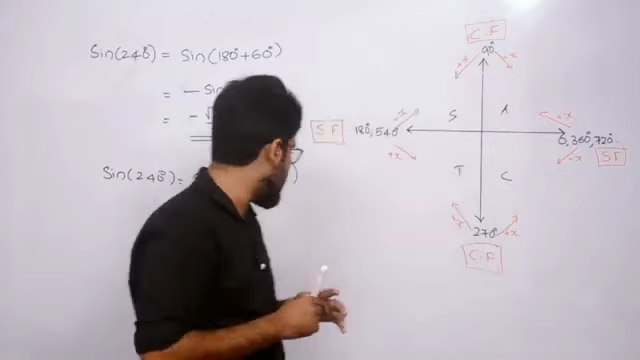 Sin(240°) = Sin(180°+60°)
= - Sin
= - √
Sin(240°) =
)
C F
90°
+x
-x
S
A
S F
180°, 540°
-x
+x
+x
0, 360°, 720°.
-x
S F
T
C
-x
270°
+x
C.F